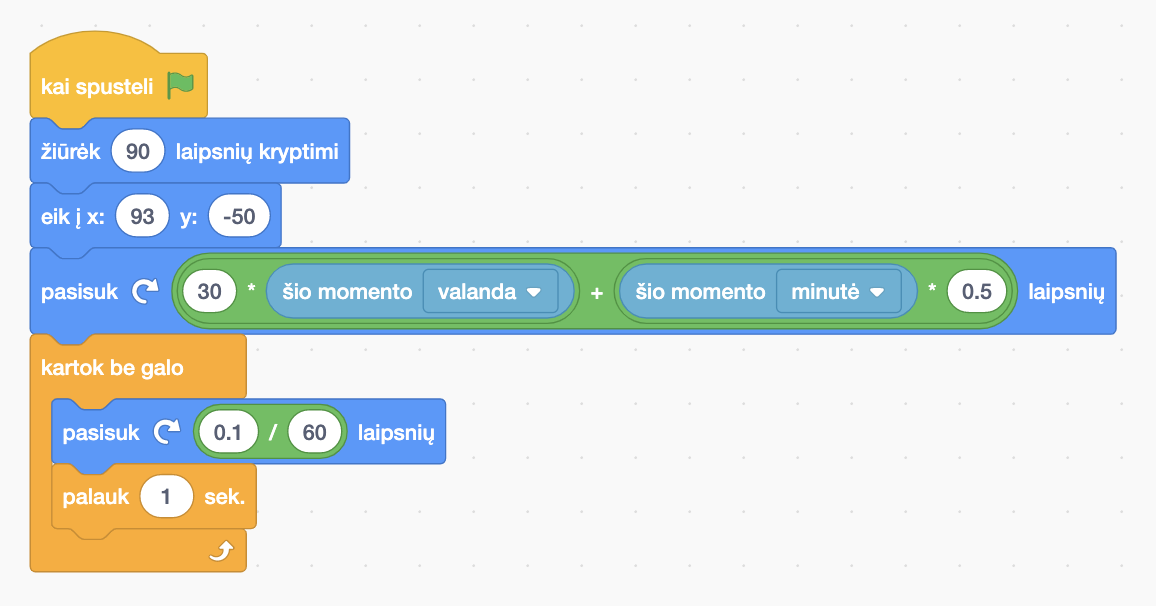 kai spusteli
žiūrėk 90 laipsnių kryptimi
eik į x: 93 y: -50
pasisuk 30 * šio momento valanda + šio momento minutė * 0.5 laipsnių
kartok be galo
pasisuk 0.1 / 60 laipsnių
palauk 1 sek.